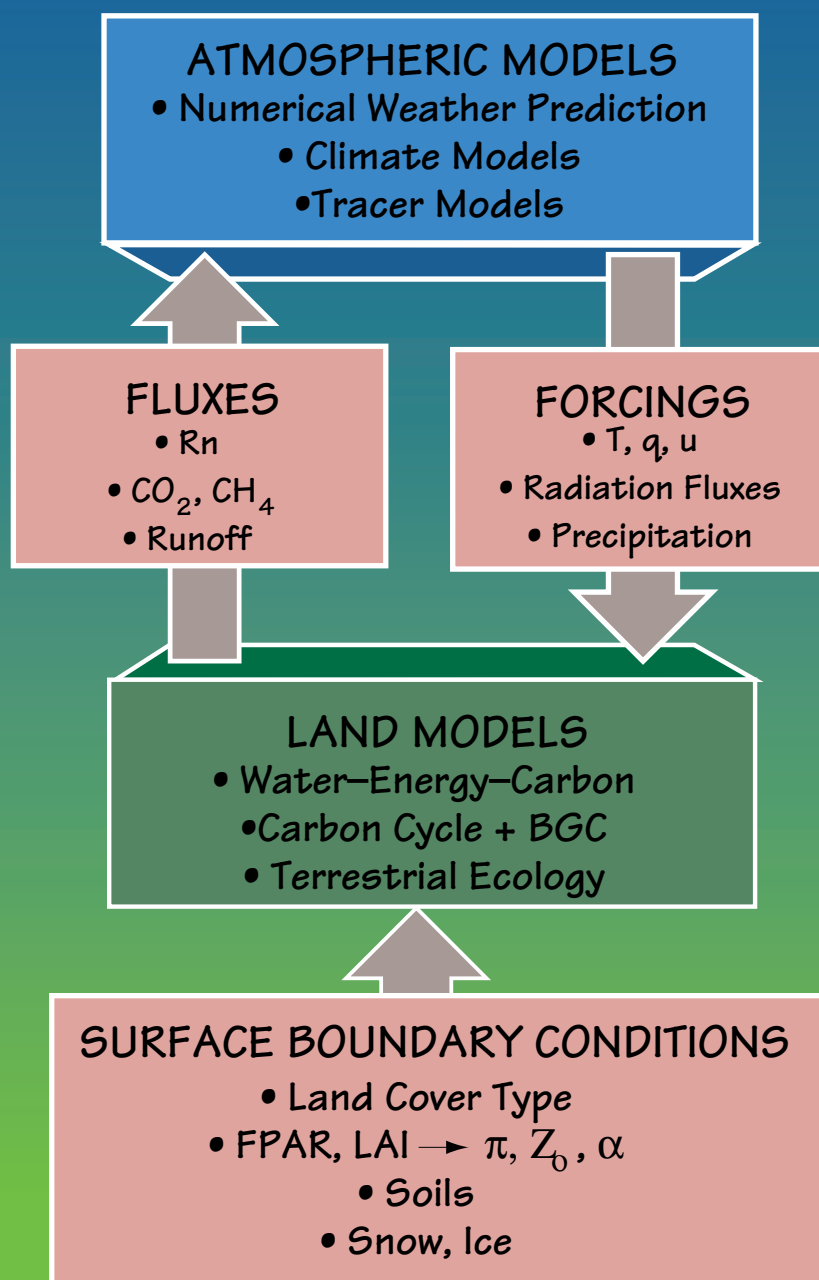 ATMOSPHERIC MODELS
• Numerical Weather Prediction
• Climate Models
•Tracer Models
FLUXES
• Rn
• CO₂, CH₄
• Runoff
FORCINGS
• T, q, u
• Radiation Fluxes
• Precipitation
LAND MODELS
• Water–Energy–Carbon
•Carbon Cycle + BGC
• Terrestrial Ecology
SURFACE BOUNDARY CONDITIONS
• Land Cover Type
• FPAR, LAI → π, Z₀, α
• Soils
• Snow, Ice